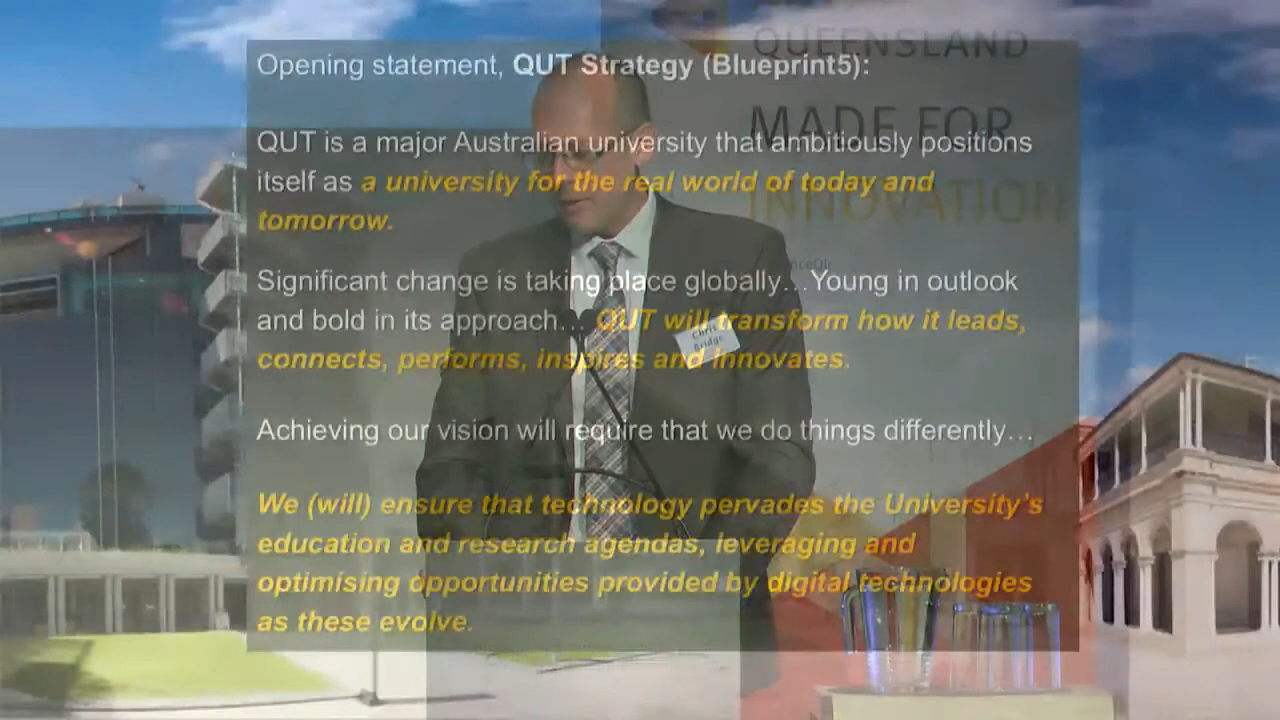 QUEENSLAND
MADE FOR
INNOVATION
Opening statement, QUT Strategy (Blueprint5):
QUT is a major Australian university that ambitiously positions
itself as a university for the real world of today and
tomorrow.
Significant change is taking place globally…Young in outlook
and bold in its approach… QUT will transform how it leads,
connects, performs, inspires and innovates.
Chris
Bridge
Achieving our vision will require that we do things differently…
We (will) ensure that technology pervades the University's
education and research agendas, leveraging and
optimising opportunities provided by digital technologies
as these evolve.